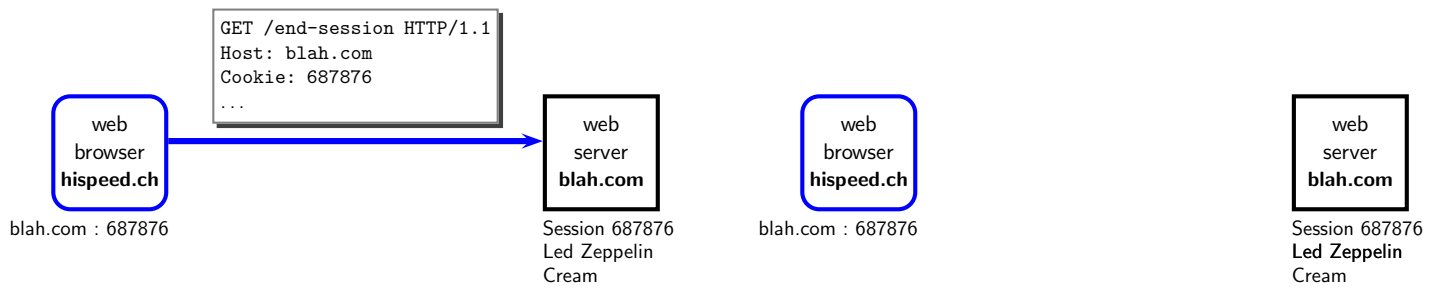 GET /end-session HTTP/1.1
Host: blah.com
Cookie: 687876
...
web
browser
hispeed.ch
blah.com : 687876
web
server
blah.com
Session 687876
Led Zeppelin
Cream
web
browser
hispeed.ch
blah.com : 687876
web
server
blah.com
Session 687876
Led Zeppelin
Cream